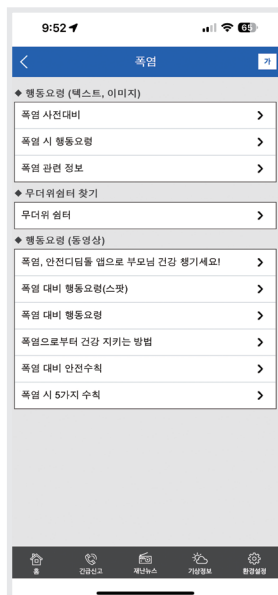 9:52
65
폭염
가
◆ 행동요령 (텍스트, 이미지)
폭염 사전대비
폭염 시 행동요령
폭염 관련 정보
◆ 무더위쉼터 찾기
무더위 쉼터
◆ 행동요령 (동영상)
폭염, 안전디딤돌 앱으로 부모님 건강 챙기세요!
폭염 대비 행동요령(스팟)
폭염 대비 행동요령
폭염으로부터 건강 지키는 방법
폭염 대비 안전수칙
폭염 시 5가지 수칙
홈 긴급신고 재난뉴스 기상정보 환경설정